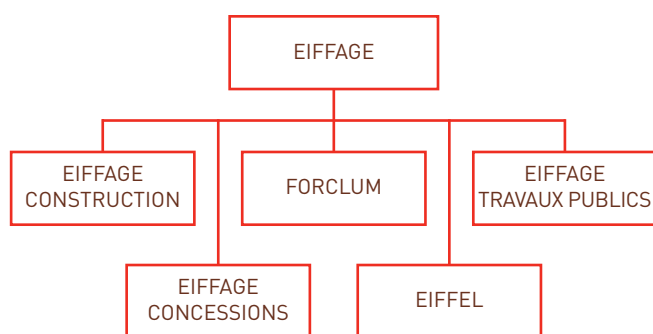 EIFFAGE
EIFFAGE
CONSTRUCTION
FORCLUM
EIFFAGE
TRAVAUX PUBLICS
EIFFAGE
CONCESSIONS
EIFFEL